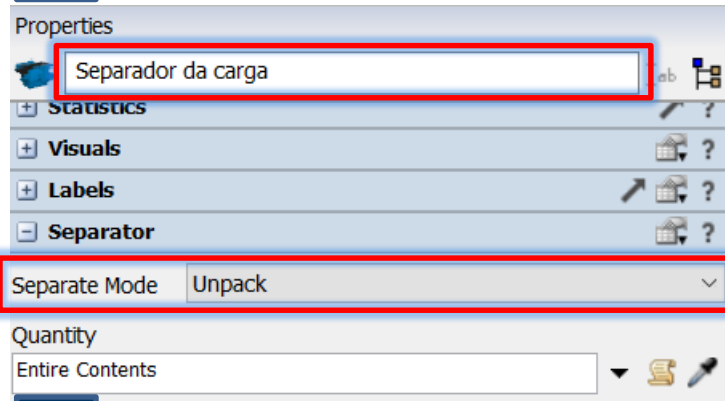 Properties
Separador da carga
Statistics ?
Visuals ?
Labels ?
Separator ?
Separate Mode Unpack
Quantity
Entire Contents